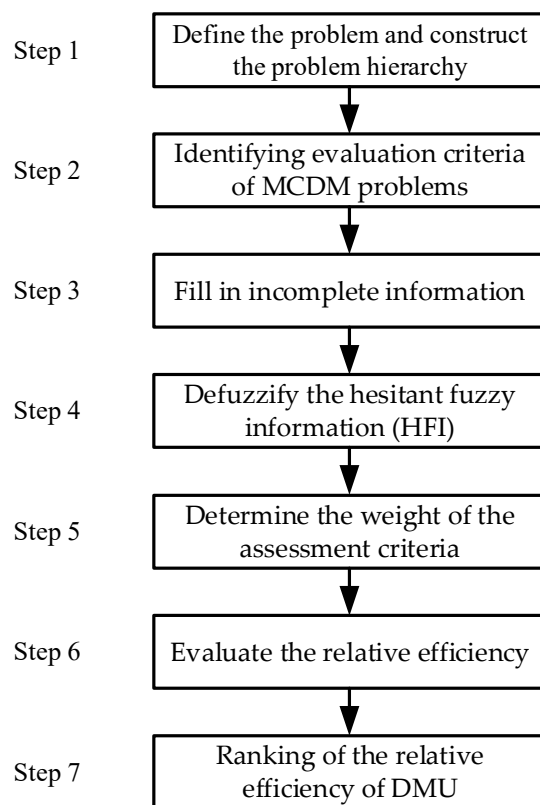 Step 1
Define the problem and construct
the problem hierarchy
Step 2
Identifying evaluation criteria
of MCDM problems
Step 3
Fill in incomplete information
Step 4
Defuzzify the hesitant fuzzy
information (HFI)
Step 5
Determine the weight of the
assessment criteria
Step 6
Evaluate the relative efficiency
Step 7
Ranking of the relative
efficiency of DMU